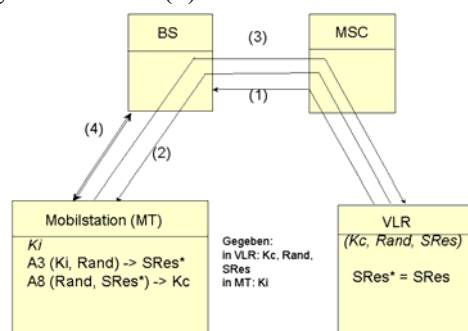 BS
MSC
(3)
(1)
(4)
(2)
Mobilstation (MT)
Ki
A3 (Ki, Rand) -> SRes*
A8 (Rand, SRes*) -> Kc
Gegeben:
in VLR: Kc, Rand,
SRes
in MT: Ki
VLR
(Kc, Rand, SRes)
SRes* = SRes